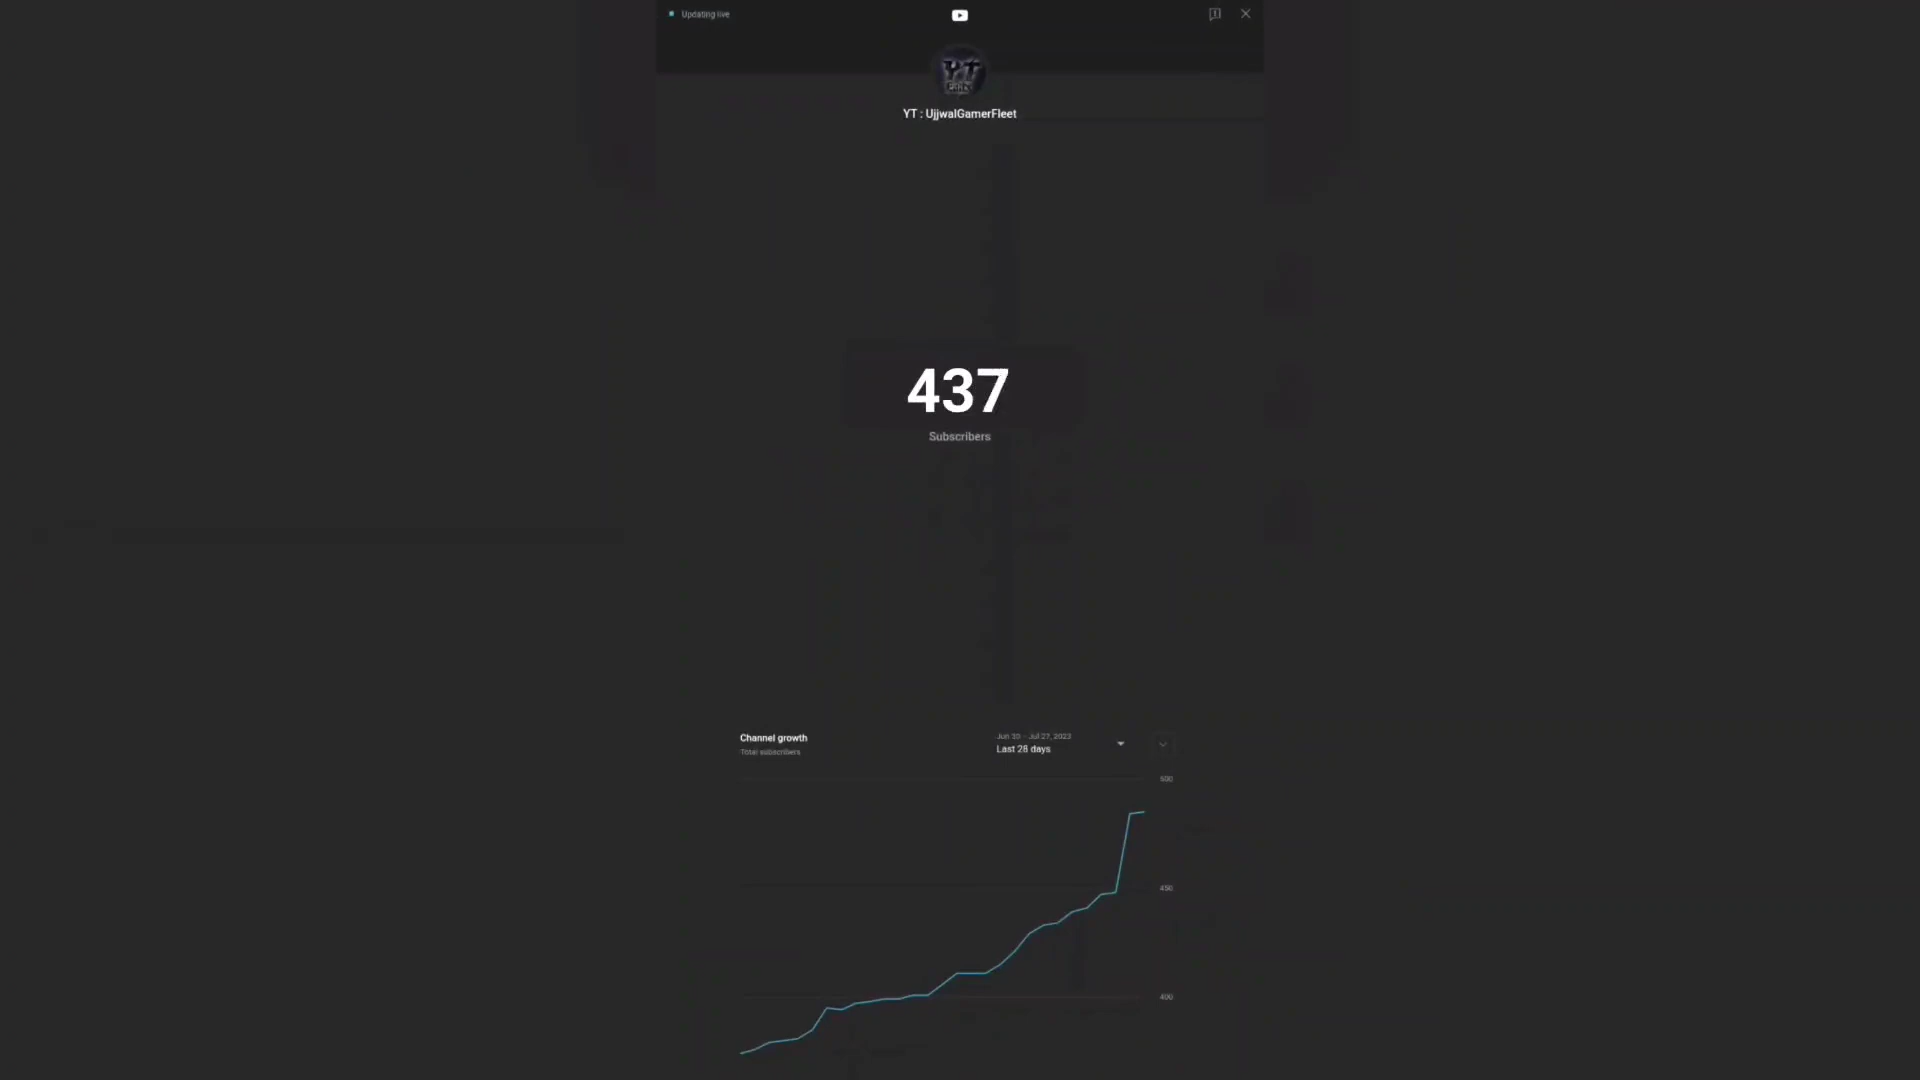 Updating live
YT
YT : UjjwalGamerFleet
437
Subscribers
Channel growth
Total subscribers
Jun 30 – Jul 27, 2023
Last 28 days
500
450
400